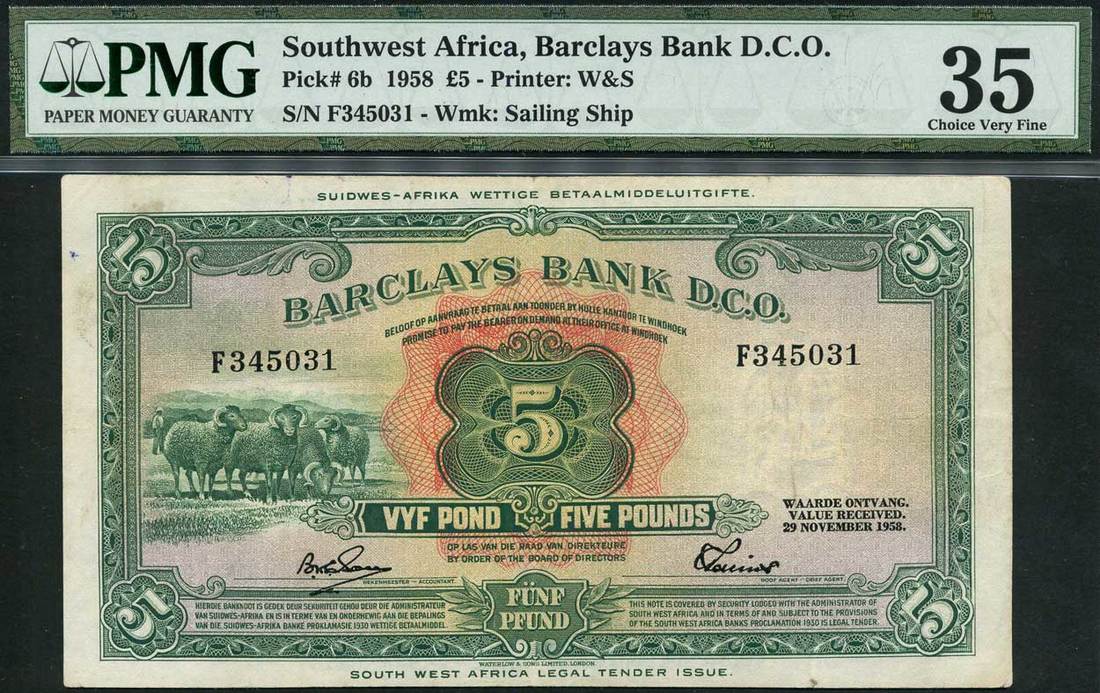 PMG
PAPER MONEY GUARANTY
Southwest Africa, Barclays Bank D.C.O.
Pick# 6b 1958 £5 - Printer: W&S
S/N F345031 - Wmk: Sailing Ship
35
Choice Very Fine
SUIDWES-AFRIKA WETTIGE BETAALMIDDELUITGIFTE.
5 5
BARCLAYS BANK D.C.O.
BELOOF OP AANVRAAG TE BETAAL AAN TOONDER BY HULLE KANTOOR TE WINDHOEK
PROMISE TO PAY THE BEARER ON DEMAND AT THEIR OFFICE AT WINDHOEK
F345031 F345031
5
VYF POND FIVE POUNDS
WAARDE ONTVANG.
VALUE RECEIVED.
29 NOVEMBER 1958.
OP LAS VAN DIE RAAD VAN DIREKTEURE
BY ORDER OF THE BOARD OF DIRECTORS
REKENMEESTER - ACCOUNTANT. HOOF AGENT - CHIEF AGENT.
5 5
FÜNF
PFUND
HIERDIE BANKNOOT IS GEDEK DEUR SEKURITEIT GEHOU DEUR DIE ADMINISTRATEUR
VAN SUIDWES-AFRIKA EN IS IN TERME VAN EN ONDERHEWIG AAN DIE BEPALINGS
VAN DIE SUIDWES-AFRIKA BANKE PROKLAMASIE 1930 WETTIGE BETAALMIDDEL
THIS NOTE IS COVERED BY SECURITY LODGED WITH THE ADMINISTRATOR OF
SOUTH WEST AFRICA AND IN TERMS OF AND SUBJECT TO THE PROVISIONS
OF THE SOUTH WEST AFRICA BANKS PROCLAMATION 1930 IS LEGAL TENDER.
WATERLOW & SONS LIMITED, LONDON.
SOUTH WEST AFRICA LEGAL TENDER ISSUE.